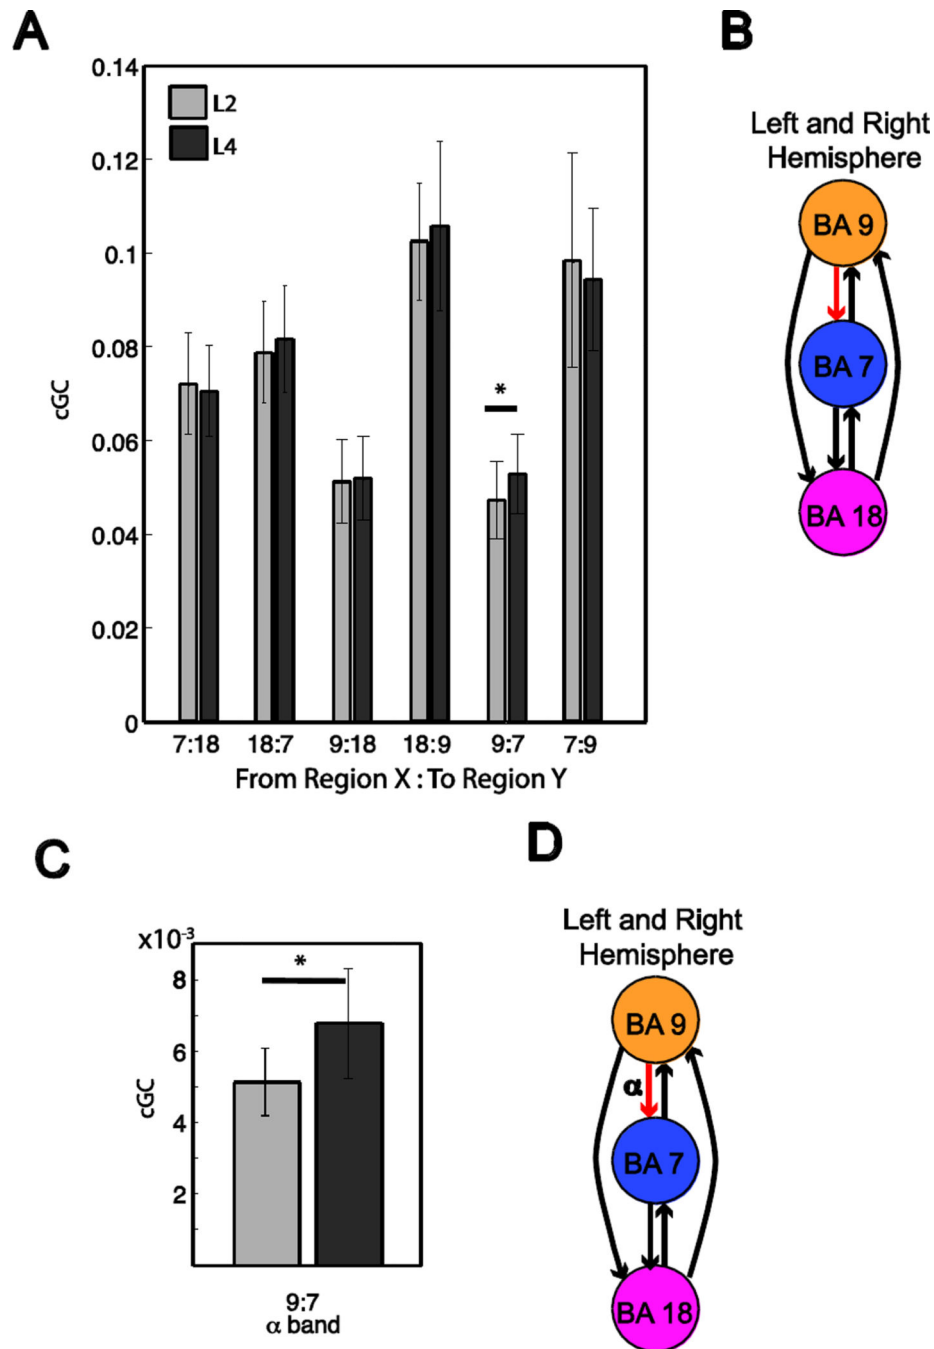 A
0.14
0.12
0.1
0.08
0.06
0.04
0.02
0
cGC
L2
L4
*
7:18 18:7 9:18 18:9 9:7 7:9
From Region X : To Region Y
B
Left and Right
Hemisphere
BA 9
BA 7
BA 18
C
x10-3
8
6
4
2
cGC
*
9:7
α band
D
Left and Right
Hemisphere
BA 9
α
BA 7
BA 18